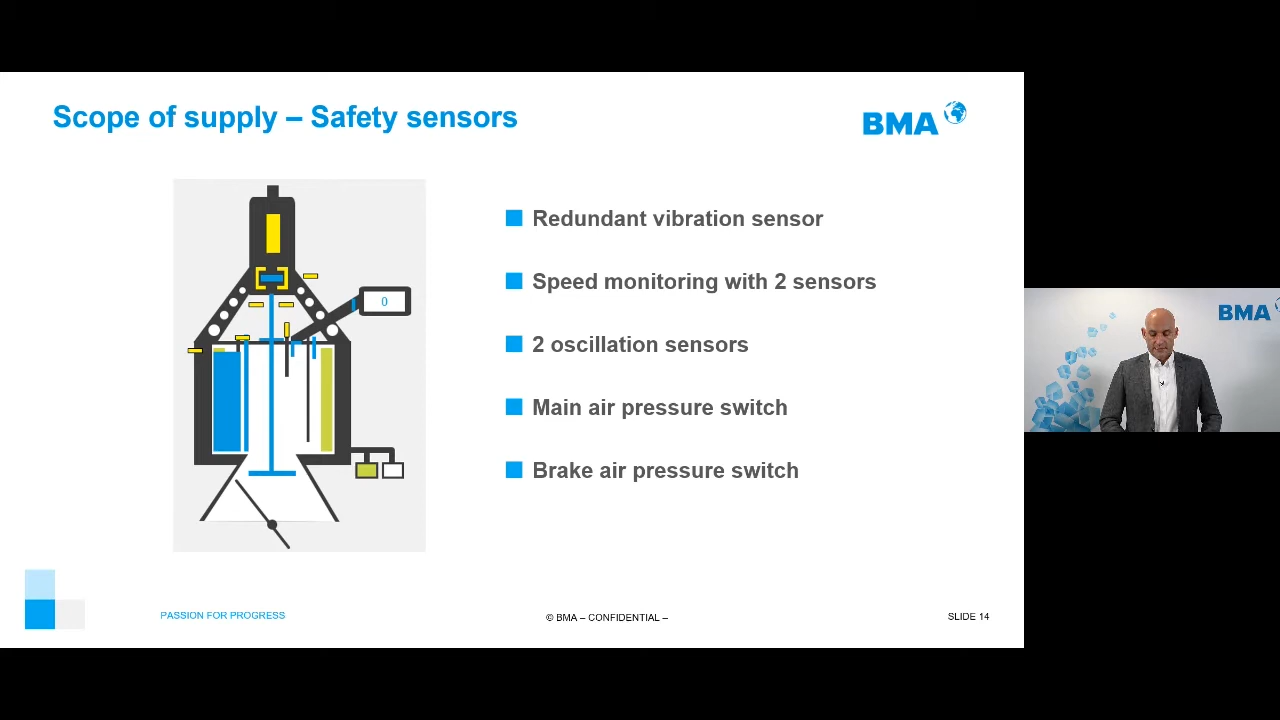 Scope of supply – Safety sensors
BMA
Redundant vibration sensor
Speed monitoring with 2 sensors
0
2 oscillation sensors
Main air pressure switch
Brake air pressure switch
BMA
PASSION FOR PROGRESS
© BMA – CONFIDENTIAL –
SLIDE 14